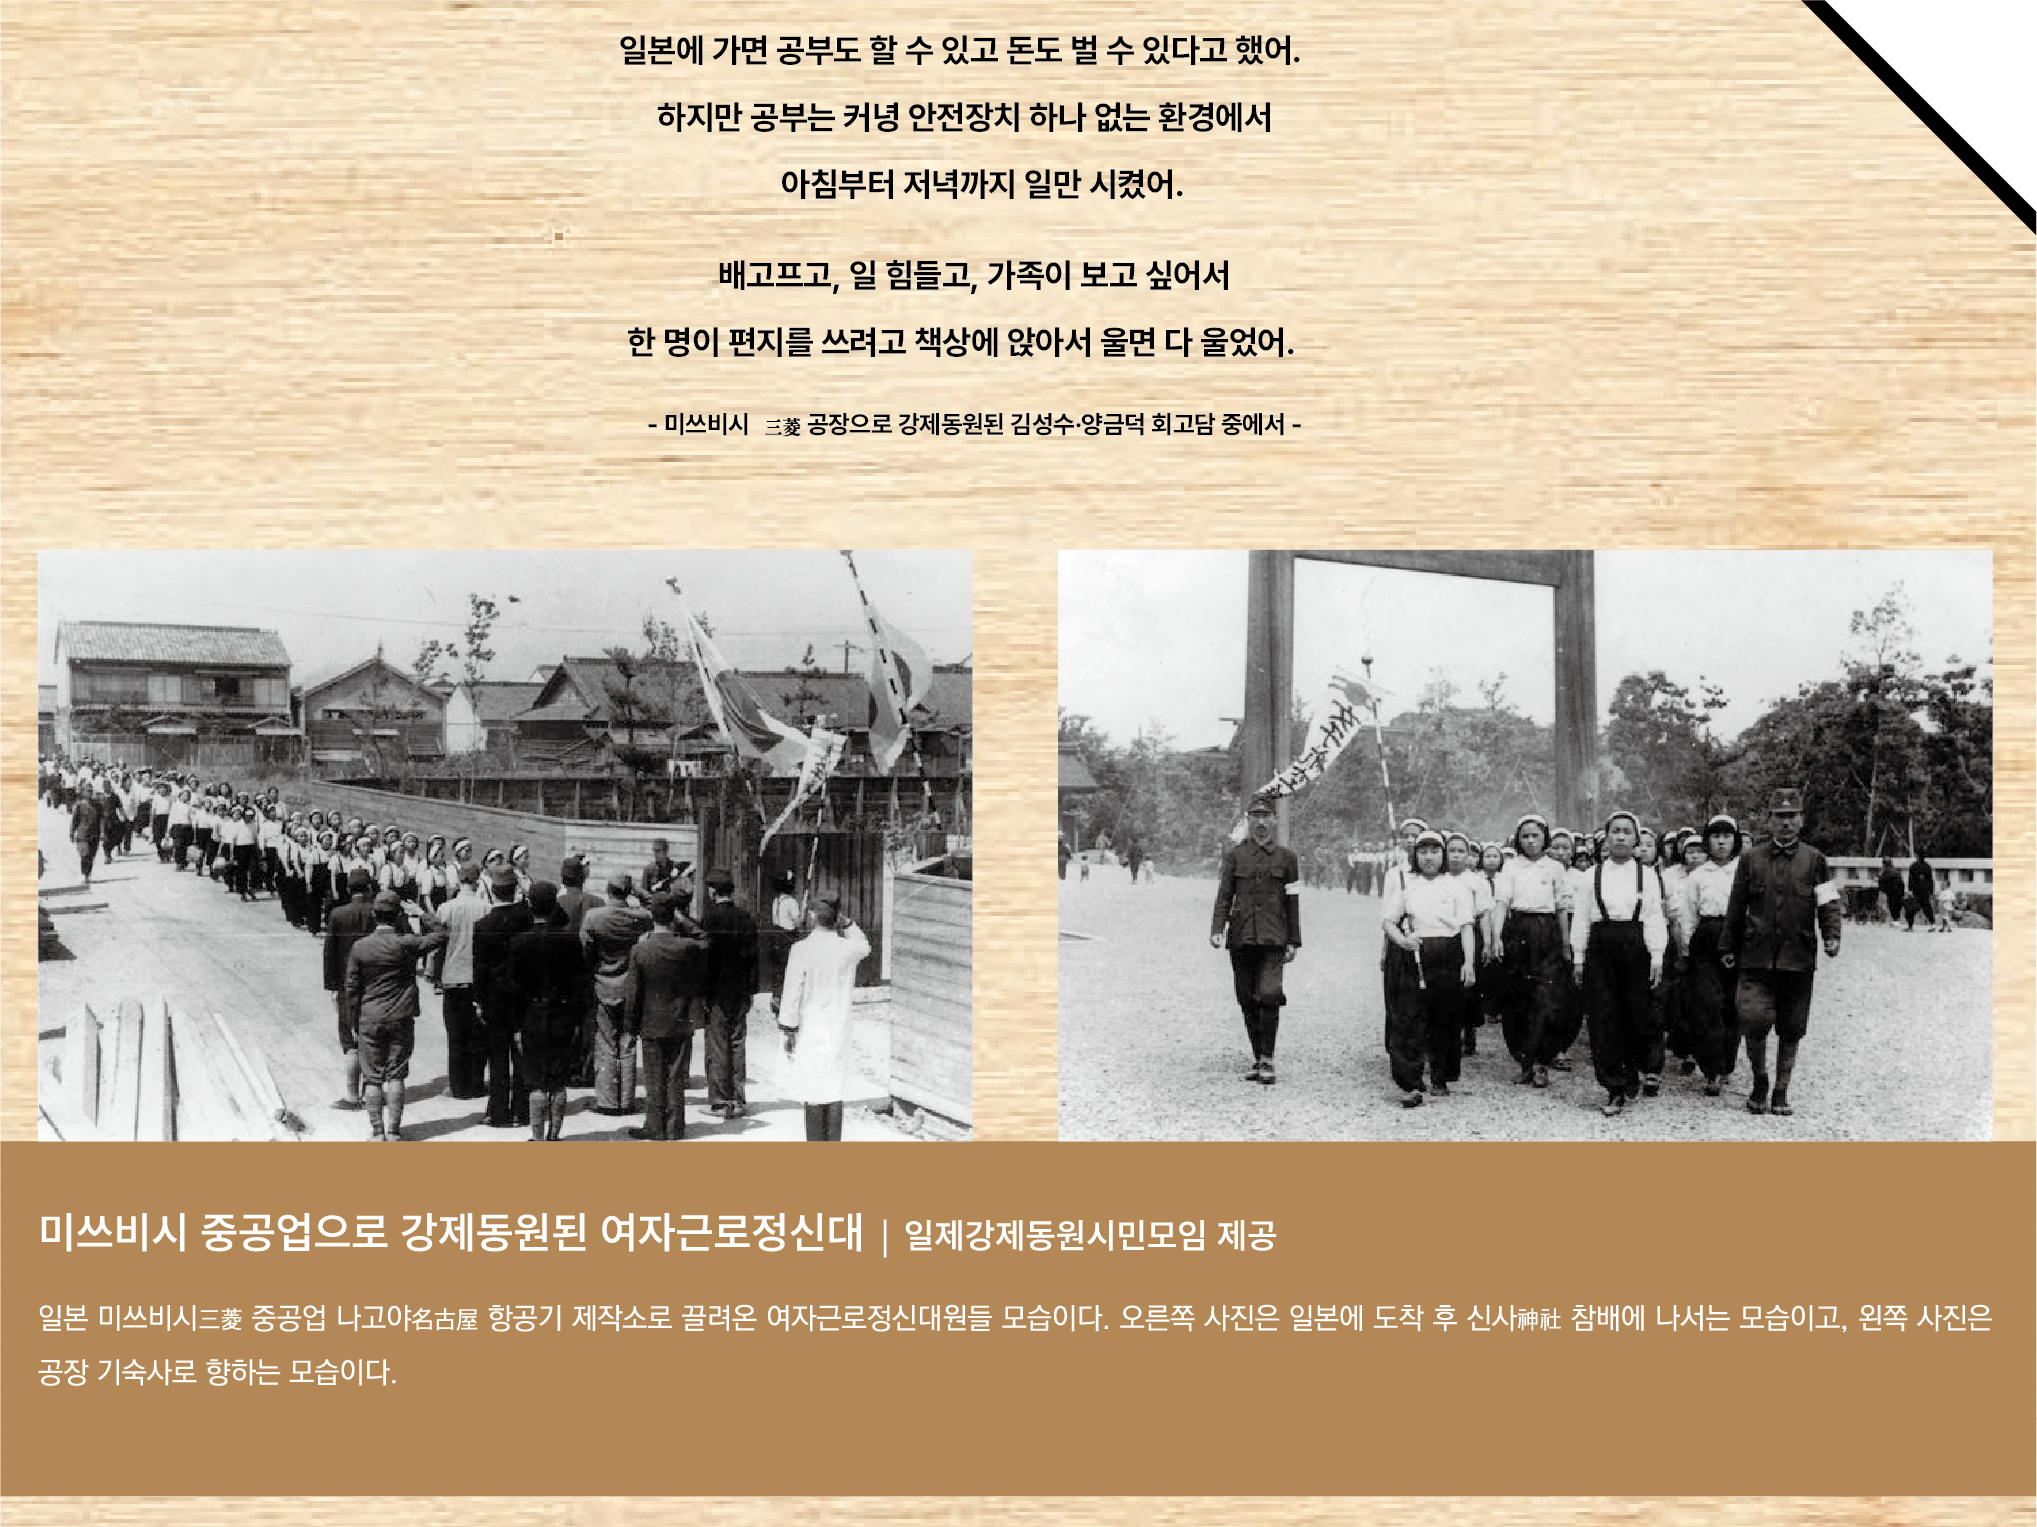 일본에 가면 공부도 할 수 있고 돈도 벌 수 있다고 했어.
하지만 공부는 커녕 안전장치 하나 없는 환경에서
아침부터 저녁까지 일만 시켰어.
배고프고, 일 힘들고, 가족이 보고 싶어서
한 명이 편지를 쓰려고 책상에 앉아서 울면 다 울었어.
- 미쓰비시 三菱 공장으로 강제동원된 김성수·양금덕 회고담 중에서 -
미쓰비시 중공업으로 강제동원된 여자근로정신대 | 일제강제동원시민모임 제공
일본 미쓰비시三菱 중공업 나고야名古屋 항공기 제작소로 끌려온 여자근로정신대원들 모습이다. 오른쪽 사진은 일본에 도착 후 신사神社 참배에 나서는 모습이고, 왼쪽 사진은
공장 기숙사로 향하는 모습이다.